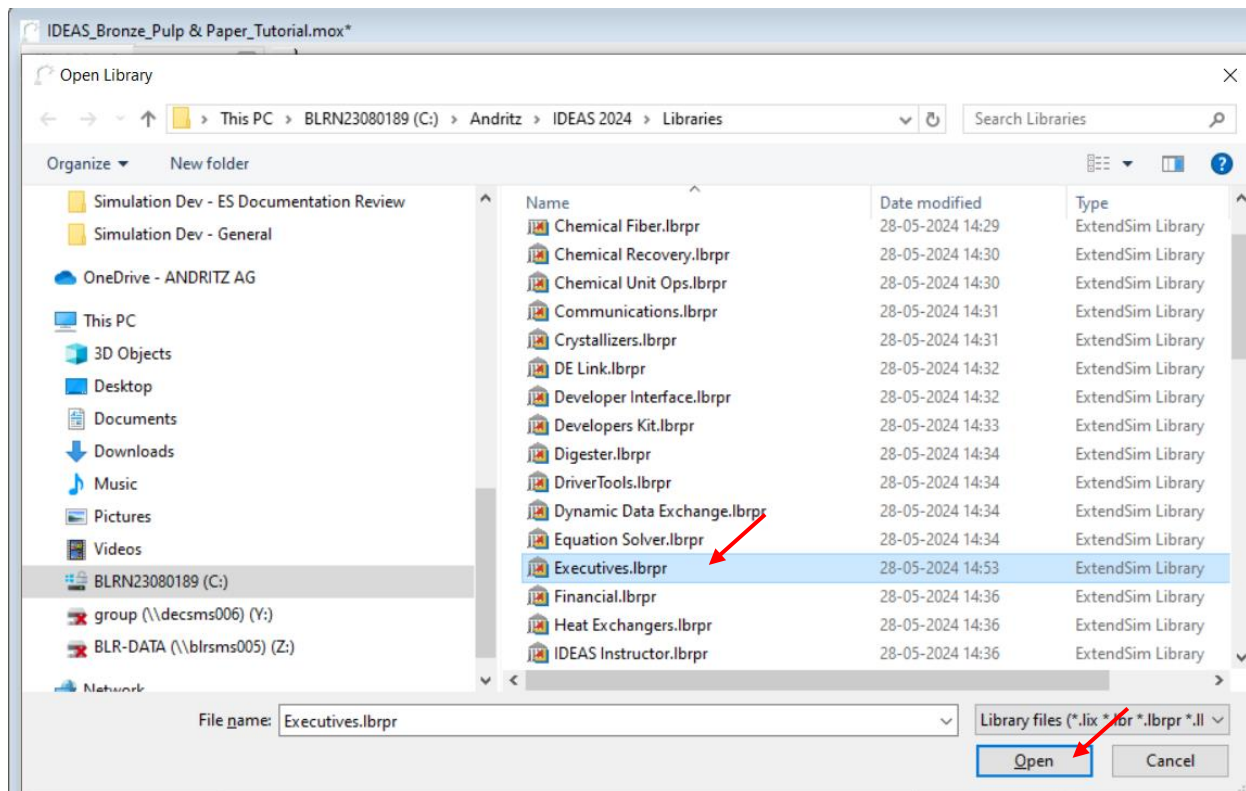 IDEAS_Bronze_Pulp & Paper_Tutorial.mox*
Open Library
This PC > BLRN23080189 (C:) > Andritz > IDEAS 2024 > Libraries
Search Libraries
Organize
New folder
Simulation Dev - ES Documentation Review
Simulation Dev - General
OneDrive - ANDRITZ AG
This PC
3D Objects
Desktop
Documents
Downloads
Music
Pictures
Videos
BLRN23080189 (C:)
group (\\decsms006) (Y:)
BLR-DATA (\\blrsms005) (Z:)
Network
Name Date modified Type
Chemical Fiber.lbrpr 28-05-2024 14:29 ExtendSim Library
Chemical Recovery.lbrpr 28-05-2024 14:30 ExtendSim Library
Chemical Unit Ops.lbrpr 28-05-2024 14:30 ExtendSim Library
Communications.lbrpr 28-05-2024 14:31 ExtendSim Library
Crystallizers.lbrpr 28-05-2024 14:31 ExtendSim Library
DE Link.lbrpr 28-05-2024 14:32 ExtendSim Library
Developer Interface.lbrpr 28-05-2024 14:32 ExtendSim Library
Developers Kit.lbrpr 28-05-2024 14:33 ExtendSim Library
Digester.lbrpr 28-05-2024 14:34 ExtendSim Library
DriverTools.lbrpr 28-05-2024 14:34 ExtendSim Library
Dynamic Data Exchange.lbrpr 28-05-2024 14:34 ExtendSim Library
Equation Solver.lbrpr 28-05-2024 14:34 ExtendSim Library
Executives.lbrpr 28-05-2024 14:53 ExtendSim Library
Financial.lbrpr 28-05-2024 14:36 ExtendSim Library
Heat Exchangers.lbrpr 28-05-2024 14:36 ExtendSim Library
IDEAS Instructor.lbrpr 28-05-2024 14:36 ExtendSim Library
File name: Executives.lbrpr
Library files (*.lix *.lbr *.lbrpr *.ll
Open
Cancel